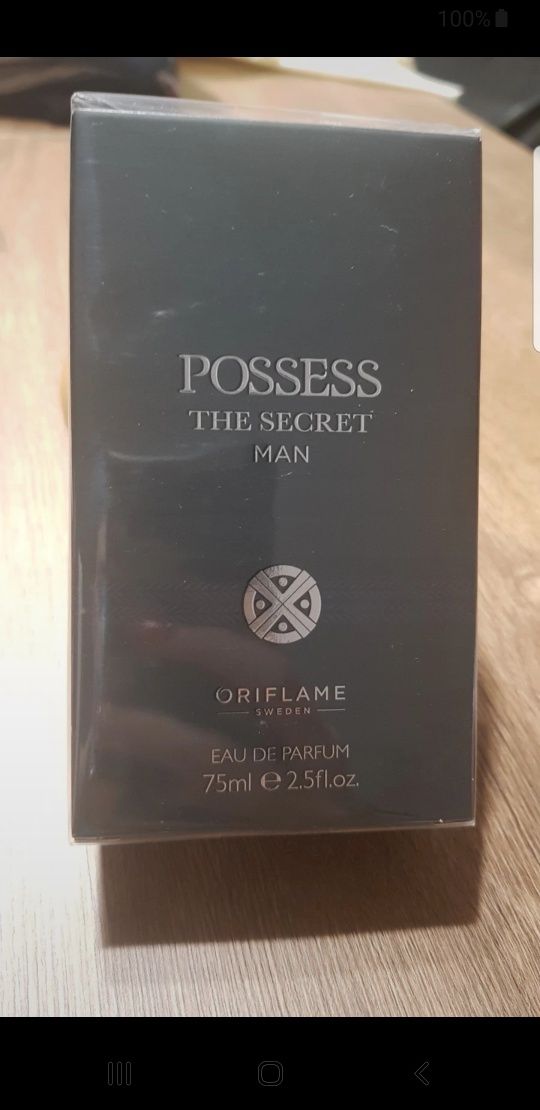 100%
POSSESS
THE SECRET
MAN
ORIFLAME
SWEDEN
EAU DE PARFUM
75ml ℮ 2.5fl.oz.